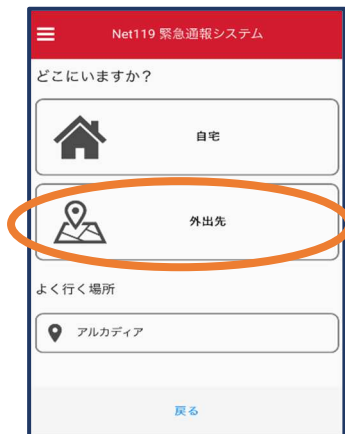 Net119 緊急通報システム
どこにいますか？
自宅
外出先
よく行く場所
アルカディア
戻る